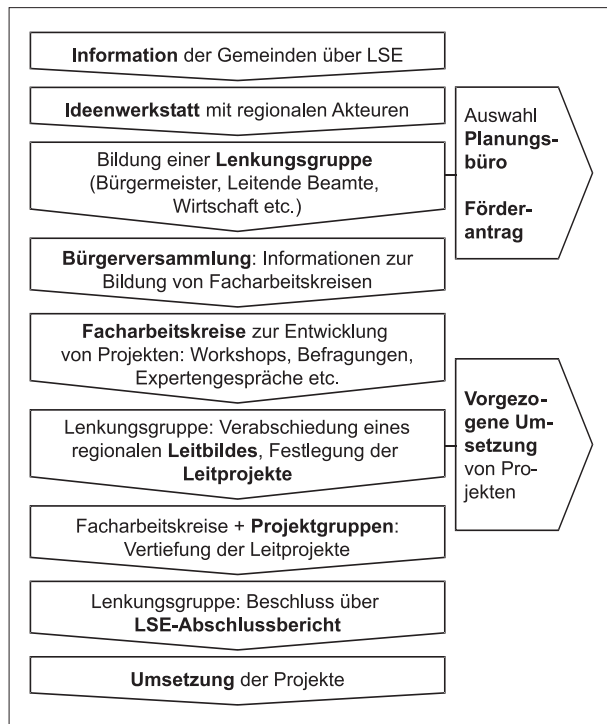 Information der Gemeinden über LSE
Ideenwerkstatt mit regionalen Akteuren
Bildung einer Lenkungsgruppe
(Bürgermeister, Leitende Beamte,
Wirtschaft etc.)
Auswahl
Planungs-
büro
Förder-
antrag
Bürgerversammlung: Informationen zur
Bildung von Facharbeitskreisen
Facharbeitskreise zur Entwicklung
von Projekten: Workshops, Befragungen,
Expertengespräche etc.
Lenkungsgruppe: Verabschiedung eines
regionalen Leitbildes, Festlegung der
Leitprojekte
Vorgezo-
gene Um-
setzung
von Pro-
jekten
Facharbeitskreise + Projektgruppen:
Vertiefung der Leitprojekte
Lenkungsgruppe: Beschluss über
LSE-Abschlussbericht
Umsetzung der Projekte